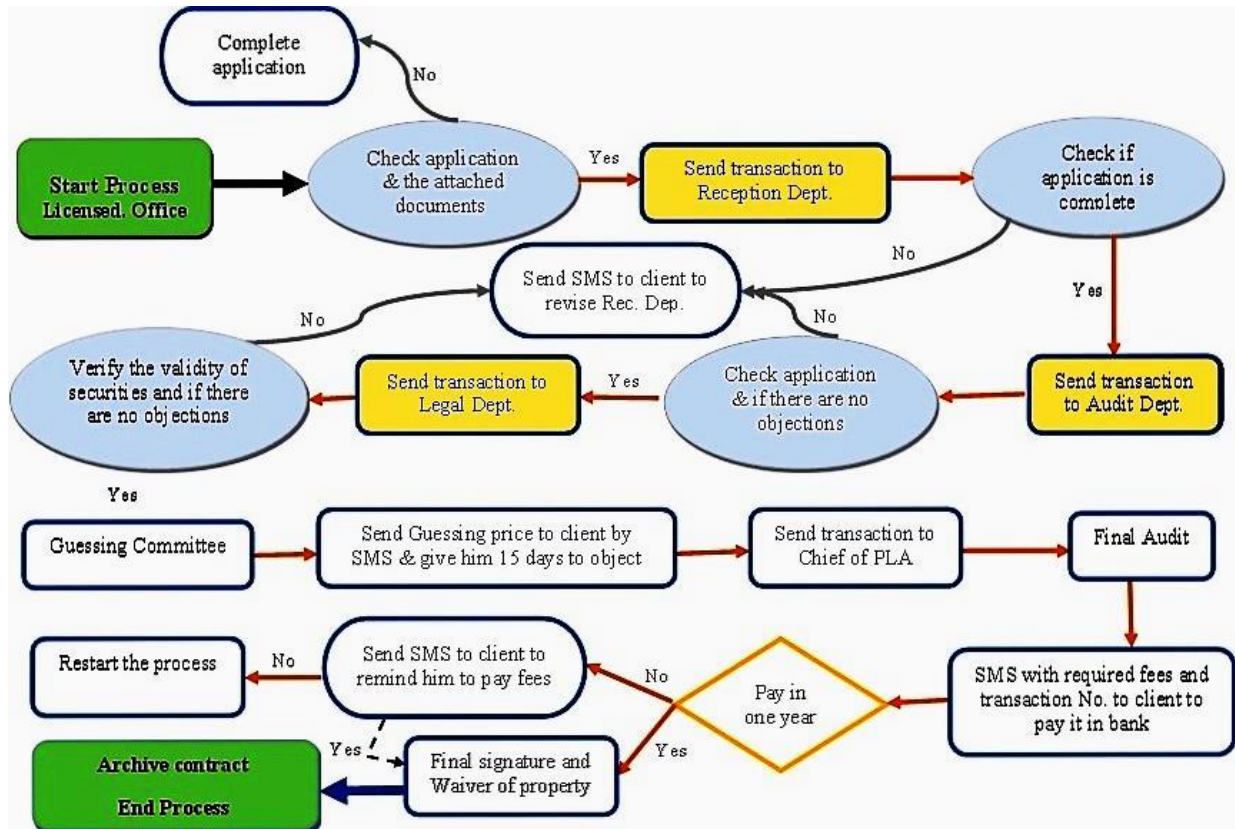 Complete
application
No
Start Process
Licensed. Office
Check application
& the attached
documents
Yes
Send transaction to
Reception Dept.
Check if
application is
complete
No
Yes
Send SMS to client to
revise Rec. Dep.
No
No
Verify the validity of
securities and if there
are no objections
Send transaction to
Legal Dept.
Yes
Check application
& if there are no
objections
Send transaction
to Audit Dept.
Yes
Guessing Committee
Send Guessing price to client by
SMS & give him 15 days to object
Send transaction to
Chief of PLA
Final Audit
Restart the process
No
Send SMS to client to
remind him to pay fees
No
Pay in
one year
SMS with required fees and
transaction No. to client to
pay it in bank
Yes
Yes
Final signature and
Waiver of property
Archive contract
End Process